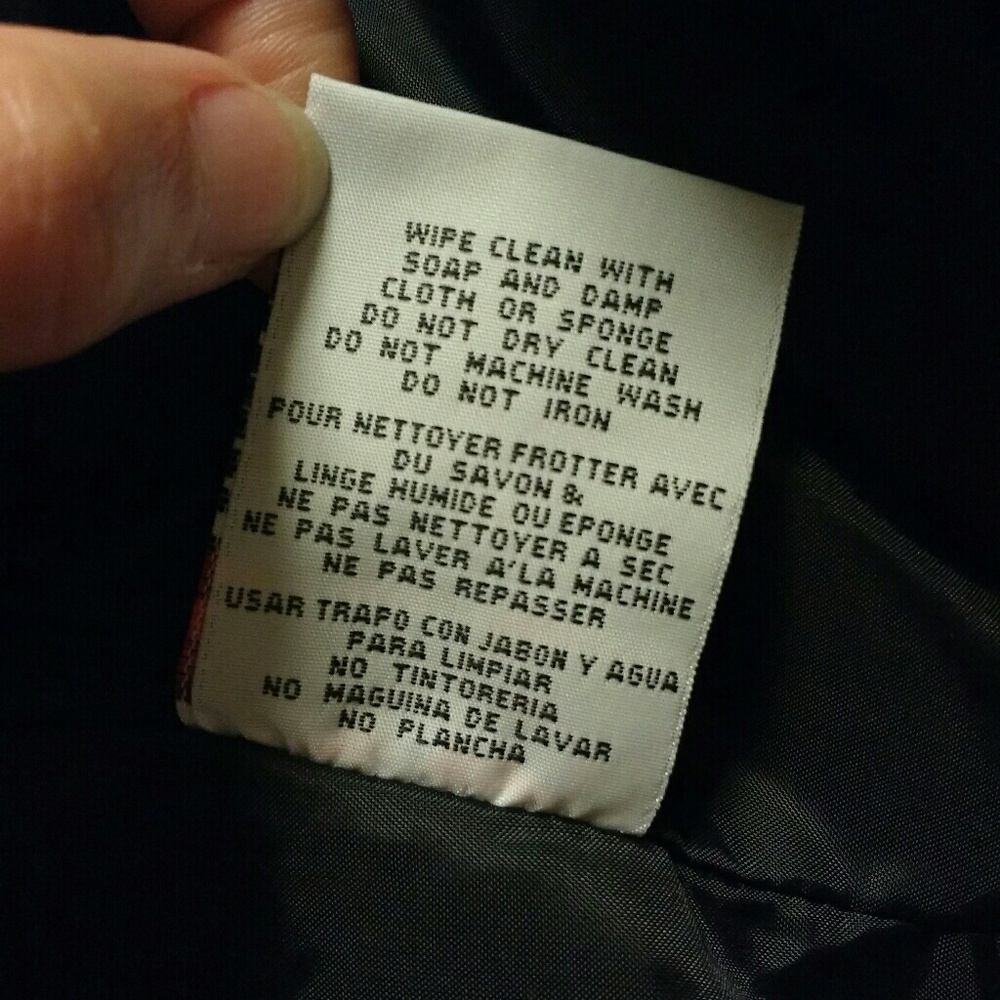 WIPE CLEAN WITH
SOAP AND DAMP
CLOTH OR SPONGE
DO NOT DRY CLEAN
DO NOT MACHINE WASH
DO NOT IRON
POUR NETTOYER FROTTER AVEC
DU SAVON &
LINGE HUMIDE OU EPONGE
NE PAS NETTOYER A SEC
NE PAS LAVER A'LA MACHINE
NE PAS REPASSER
USAR TRAPO CON JABON Y AGUA
PARA LIMPIAR
NO TINTORERIA
NO MAGUINA DE LAVAR
NO PLANCHA